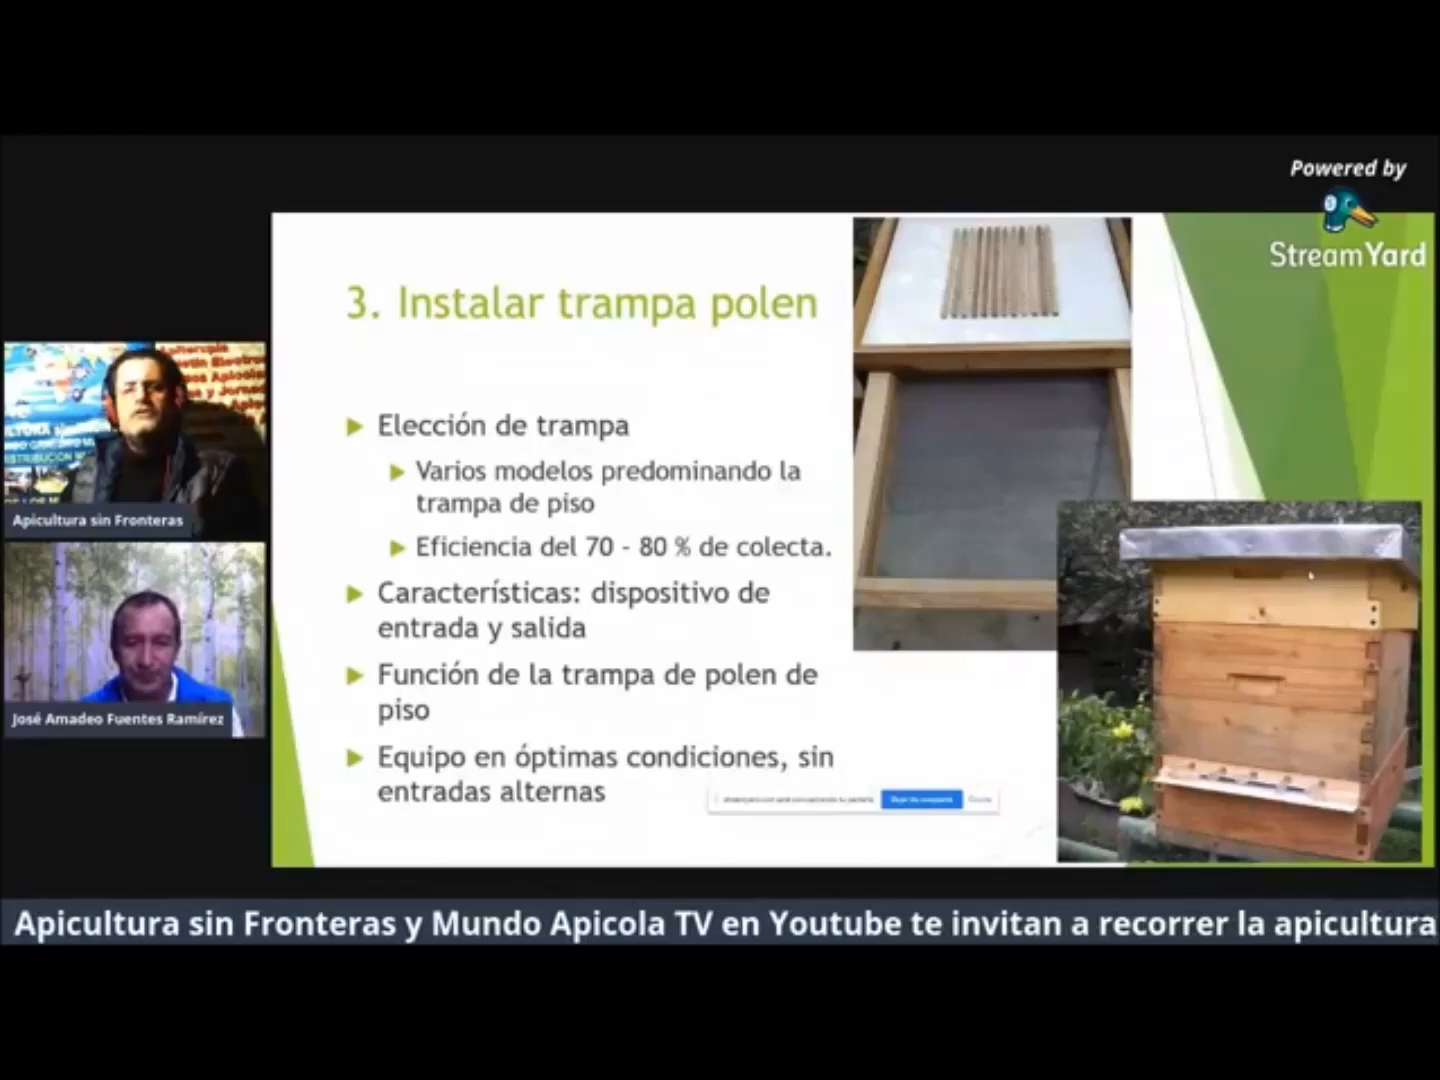 Powered by
StreamYard
3. Instalar trampa polen
Elección de trampa
Varios modelos predominando la
trampa de piso
Eficiencia del 70 - 80 % de colecta.
Características: dispositivo de
entrada y salida
Función de la trampa de polen de
piso
Equipo en óptimas condiciones, sin
entradas alternas
Apicultura sin Fronteras
José Amadeo Fuentes Ramírez
Apicultura sin Fronteras y Mundo Apicola TV en Youtube te invitan a recorrer la apicultura